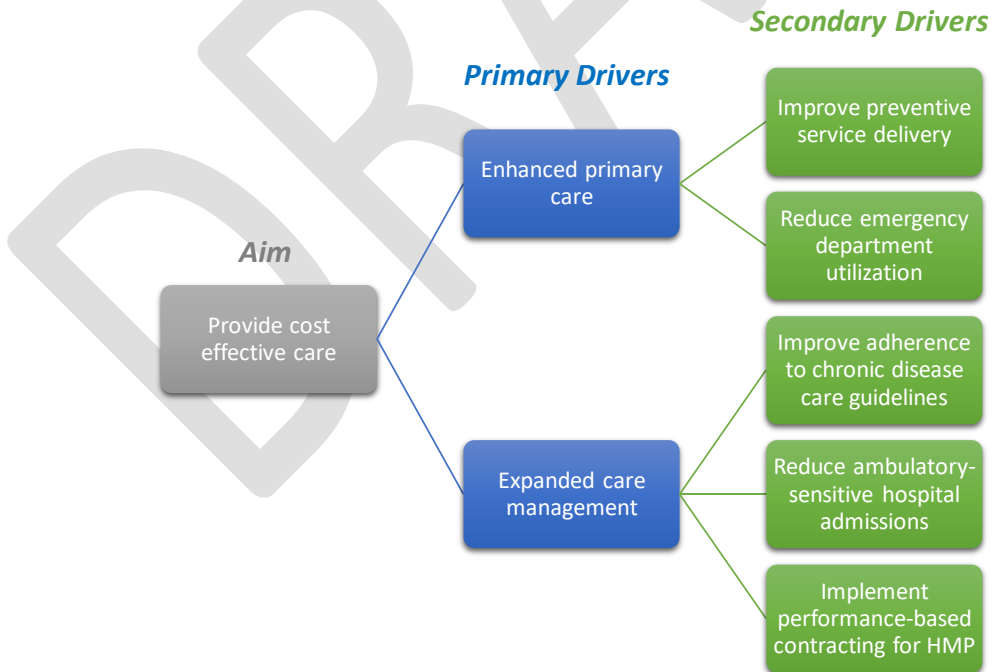 Secondary Drivers
Primary Drivers
Aim
Provide cost
effective care
Enhanced primary
care
Expanded care
management
Improve preventive
service delivery
Reduce emergency
department
utilization
Improve adherence
to chronic disease
care guidelines
Reduce ambulatory-
sensitive hospital
admissions
Implement
performance-based
contracting for HMP
DRA